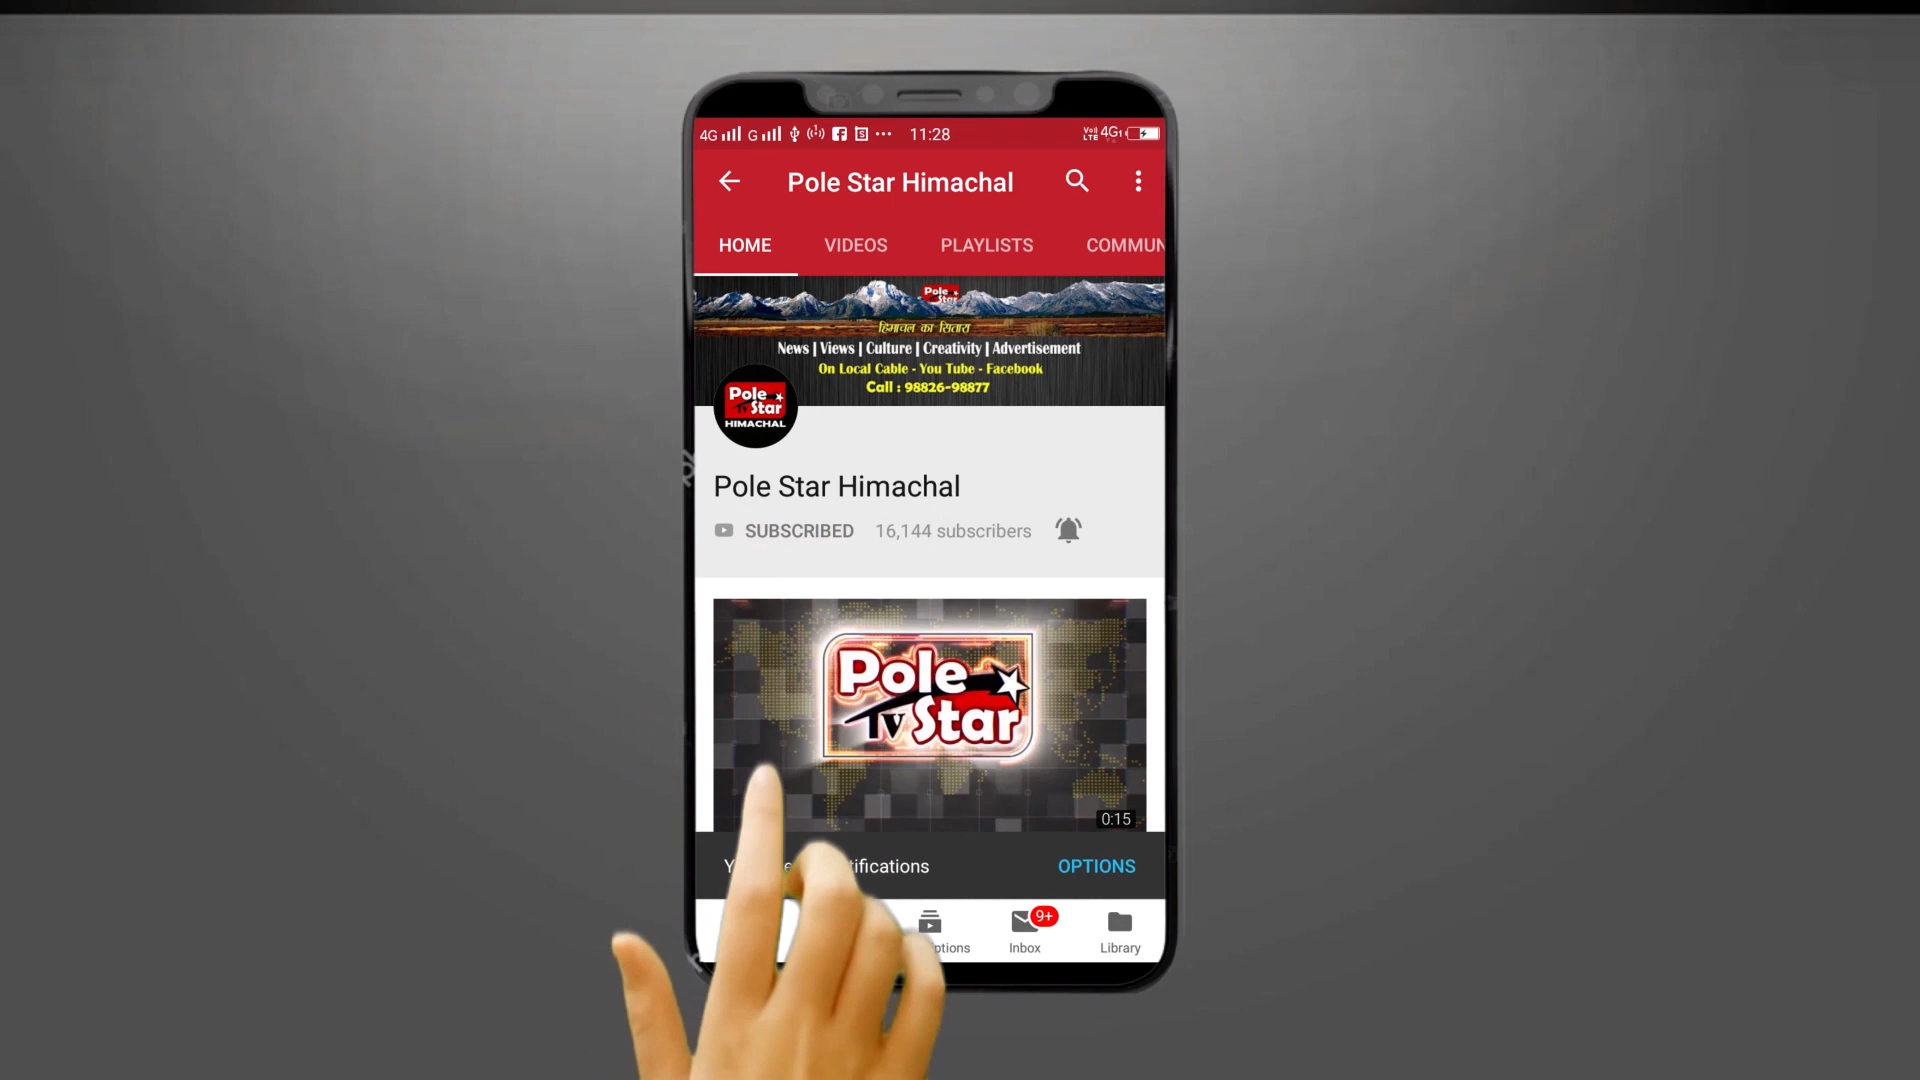 4G G 11:28 VoLTE 4G
Pole Star Himachal
HOME VIDEOS PLAYLISTS COMMUN
Pole Star
हिमाचल का सितारा
News | Views | Culture | Creativity | Advertisement
On Local Cable - You Tube - Facebook
Call : 98826-98877
Pole
TV Star
HIMACHAL
Pole Star Himachal
SUBSCRIBED 16,144 subscribers
Pole
TV Star
0:15
OPTIONS
9+
Inbox Library